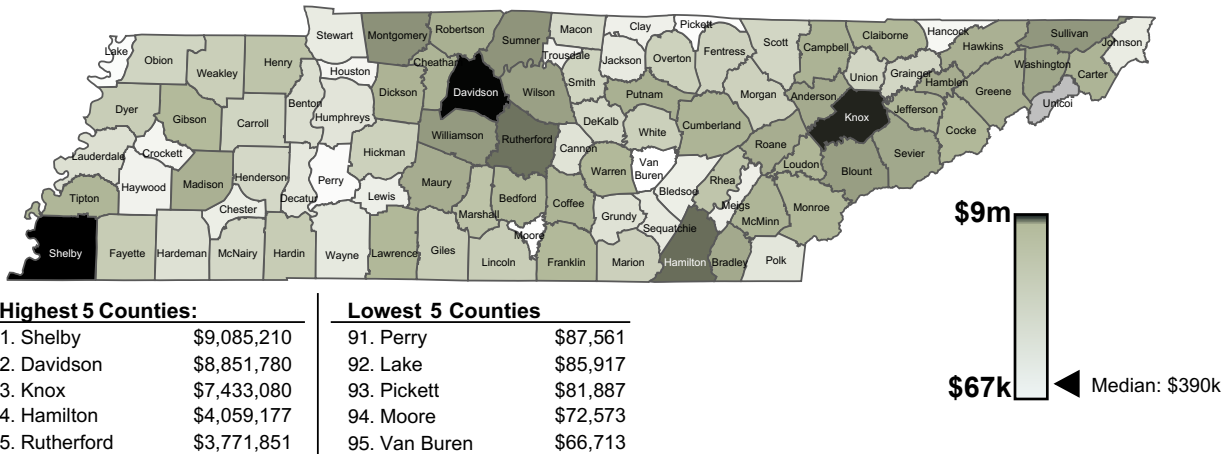 Stewart
Montgomery
Robertson
Sumner
Macon
Clay
Pickett
Scott
Campbell
Claiborne
Hancock
Hawkins
Sullivan
Johnson
Lake
Obion
Weakley
Henry
Houston
Cheatham
Trousdale
Jackson
Overton
Fentress
Union
Grainger
Hamblen
Washington
Carter
Unicoi
Greene
Dyer
Gibson
Carroll
Benton
Humphreys
Dickson
Davidson
Wilson
Smith
Putnam
Morgan
Anderson
Knox
Jefferson
Cocke
Lauderdale
Crockett
Haywood
Madison
Henderson
Decatur
Perry
Hickman
Williamson
Rutherford
Cannon
DeKalb
White
Cumberland
Roane
Loudon
Blount
Sevier
Tipton
Chester
Lewis
Maury
Marshall
Bedford
Coffee
Warren
Van
Buren
Bledsoe
Rhea
Meigs
McMinn
Monroe
Shelby
Fayette
Hardeman
McNairy
Hardin
Wayne
Lawrence
Giles
Lincoln
Moore
Franklin
Grundy
Sequatchie
Marion
Hamilton
Bradley
Polk
Highest 5 Counties:
1. Shelby $9,085,210
2. Davidson $8,851,780
3. Knox $7,433,080
4. Hamilton $4,059,177
5. Rutherford $3,771,851
Lowest 5 Counties
91. Perry $87,561
92. Lake $85,917
93. Pickett $81,887
94. Moore $72,573
95. Van Buren $66,713
$9m
$67k
Median: $390k